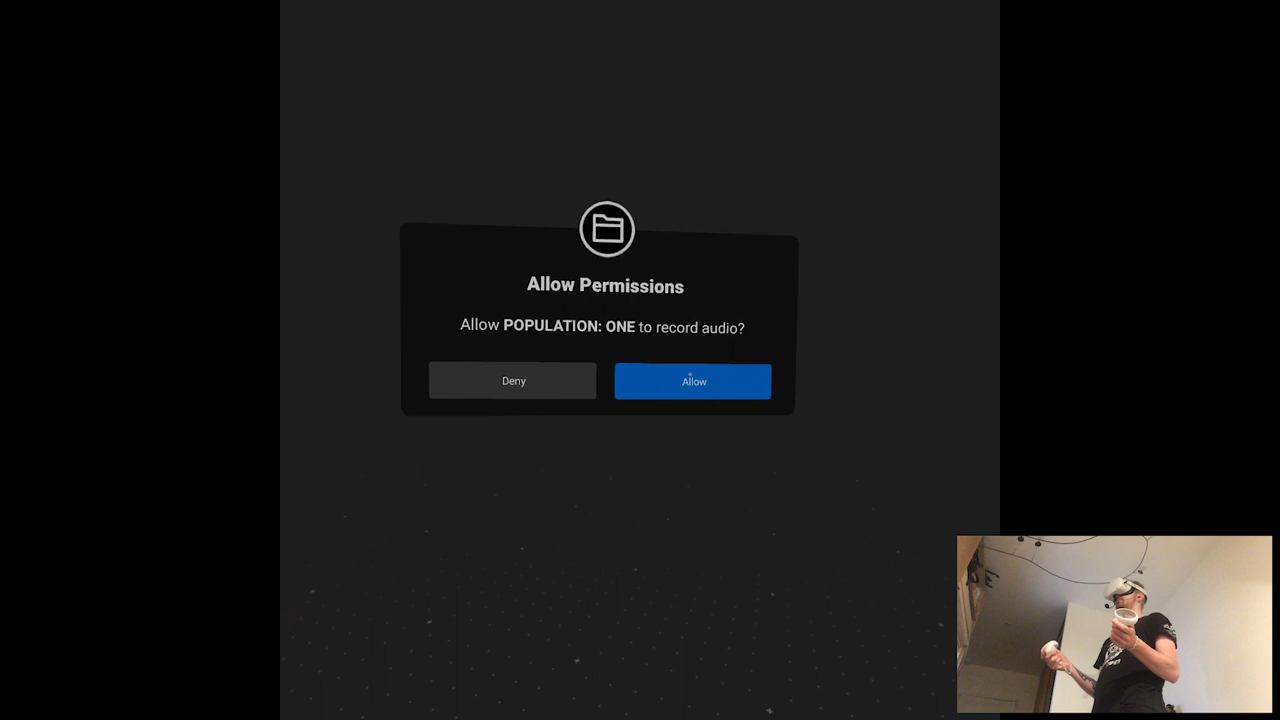 Allow Permissions
Allow POPULATION: ONE to record audio?
Deny
Allow